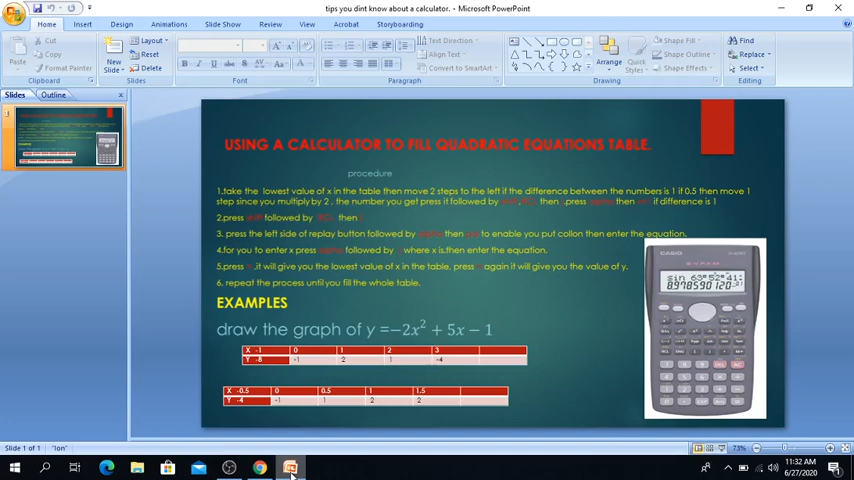 tips you dint know about a calculator. - Microsoft PowerPoint
Home Insert Design Animations Slide Show Review View Acrobat Storyboarding
Cut
Copy
Format Painter
Paste
Clipboard
New Slide
Layout
Reset
Delete
Slides
Font
Text Direction
Align Text
Convert to SmartArt
Paragraph
Arrange
Quick Styles
Shape Fill
Shape Outline
Shape Effects
Drawing
Find
Replace
Select
Editing
Slides Outline
USING A CALCULATOR TO FILL QUADRATIC EQUATIONS TABLE.
procedure
1.take the lowest value of x in the table then move 2 steps to the left if the difference between the numbers is 1 if 0.5 then move 1
step since you multiply by 2 , the number you get press it followed by shift RCL then ),press alpha then if difference is 1
2.press shift followed by RCL then
3. press the left side of replay button followed by alpha then to enable you put collon then enter the equation.
4.for you to enter x press alpha followed by ) where x is.then enter the equation.
5.press = .it will give you the lowest value of x in the table, press = again it will give you the value of y.
6. repeat the process until you fill the whole table.
EXAMPLES
draw the graph of y =−2x² + 5x − 1
X -1 0 1 2 3
Y -8 -1 2 1 -4
X -0.5 0 0.5 1 1.5
Y -4 -1 1 2 2
CASIO
sin 63°52°41
Slide 1 of 1
"Ion"
73%
11:32 AM
6/27/2020